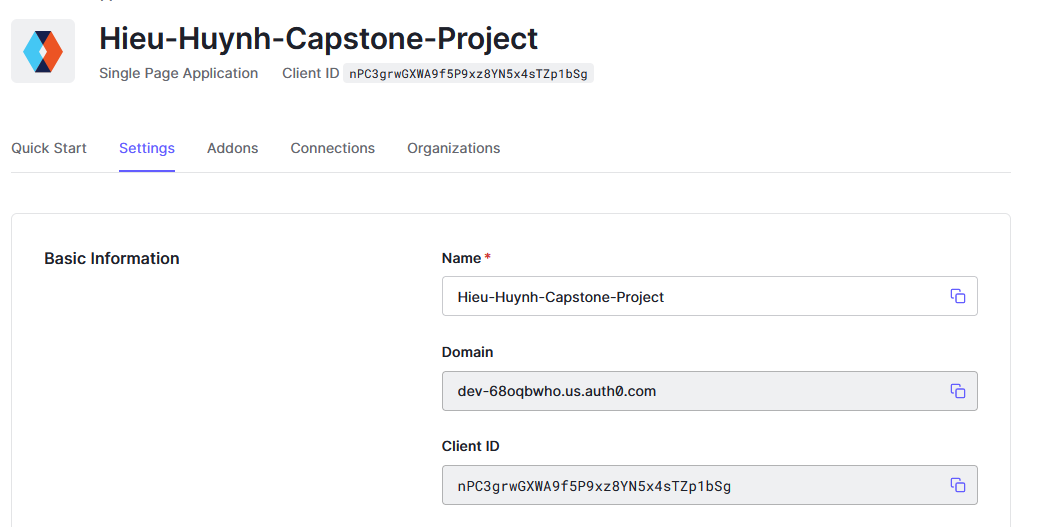 Hieu-Huynh-Capstone-Project
Single Page Application Client ID nPC3grwGXWA9f5P9xz8YN5x4sTZp1bSg
Quick Start Settings Addons Connections Organizations
Basic Information
Name *
Hieu-Huynh-Capstone-Project
Domain
dev-68oqbwho.us.auth0.com
Client ID
nPC3grwGXWA9f5P9xz8YN5x4sTZp1bSg